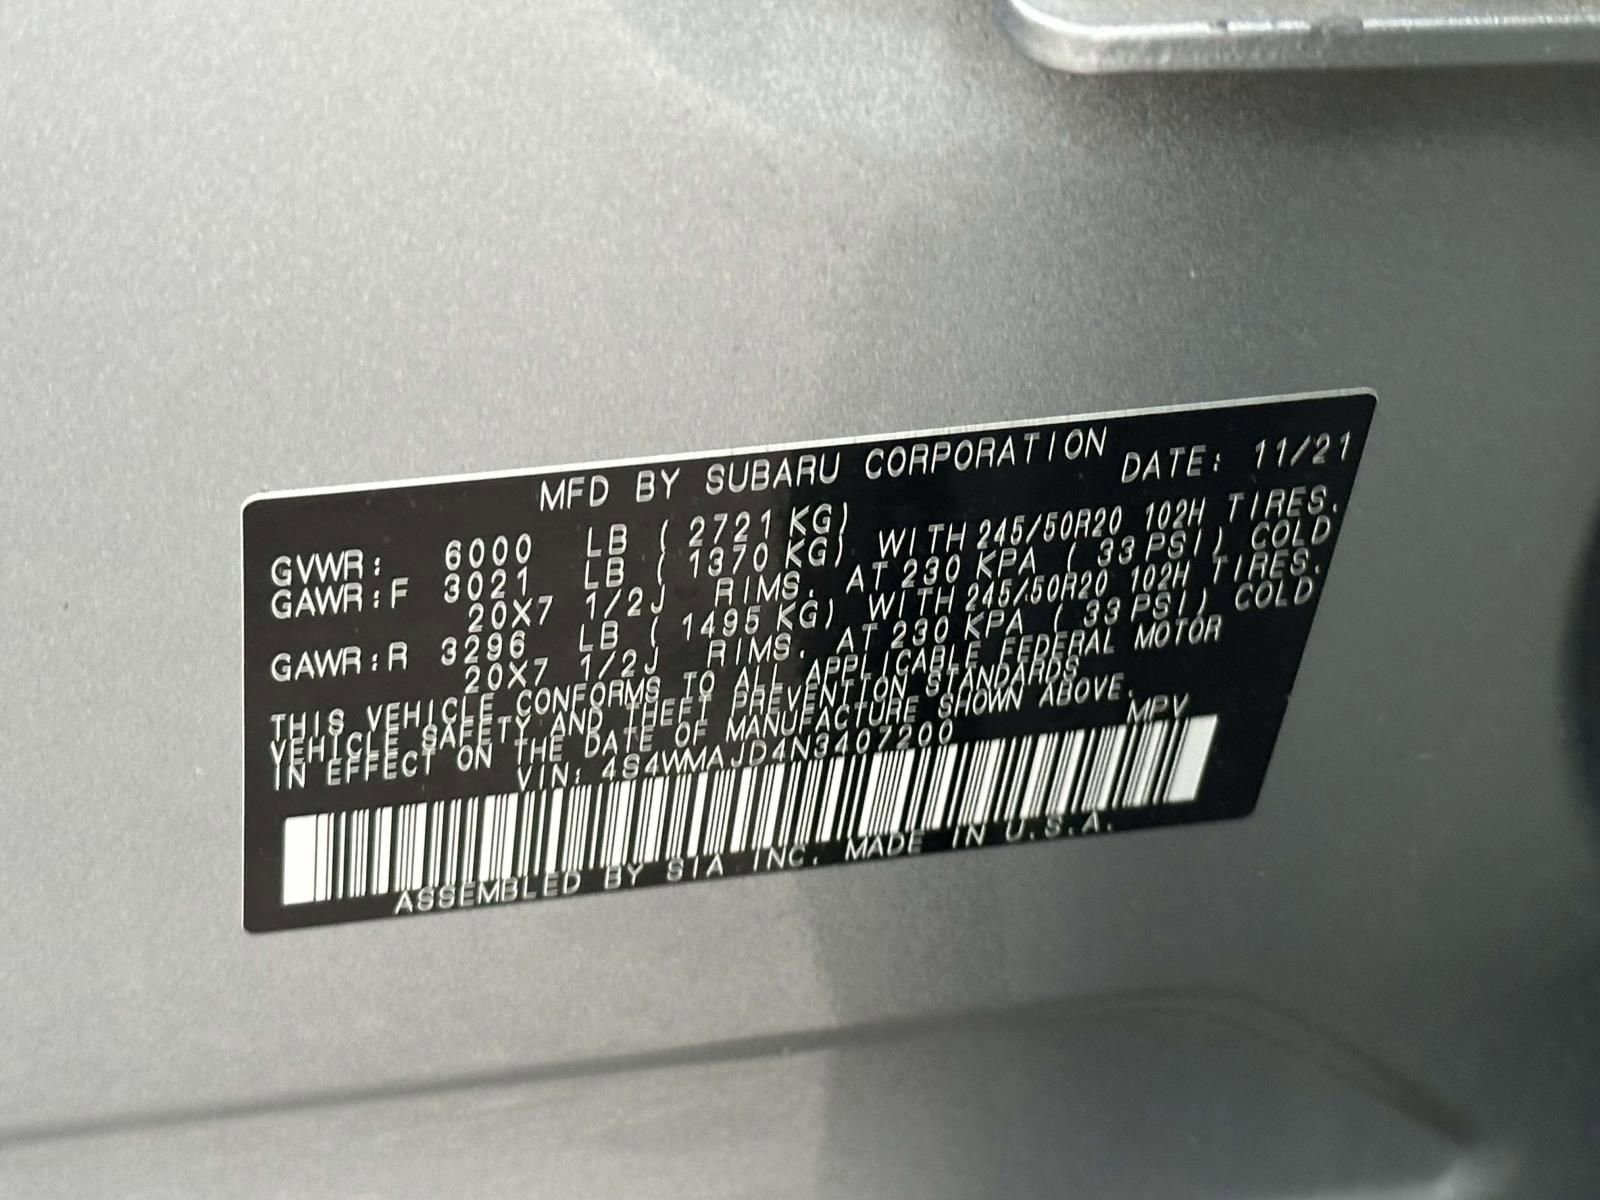 MFD BY SUBARU CORPORATION DATE: 11/21
GVWR: 6000 LB ( 2721 KG)
GAWR:F 3021 LB ( 1370 KG) WITH 245/50R20 102H TIRES.
20X7 1/2J RIMS. AT 230 KPA ( 33 PSI) COLD
GAWR:R 3296 LB ( 1495 KG) WITH 245/50R20 102H TIRES.
20X7 1/2J RIMS. AT 230 KPA ( 33 PSI) COLD
THIS VEHICLE CONFORMS TO ALL APPLICABLE FEDERAL MOTOR
VEHICLE SAFETY AND THEFT PREVENTION STANDARDS
IN EFFECT ON THE DATE OF MANUFACTURE SHOWN ABOVE.
VIN: 4S4WMAJD4N3407200 MPV
ASSEMBLED BY SIA INC. MADE IN U.S.A.